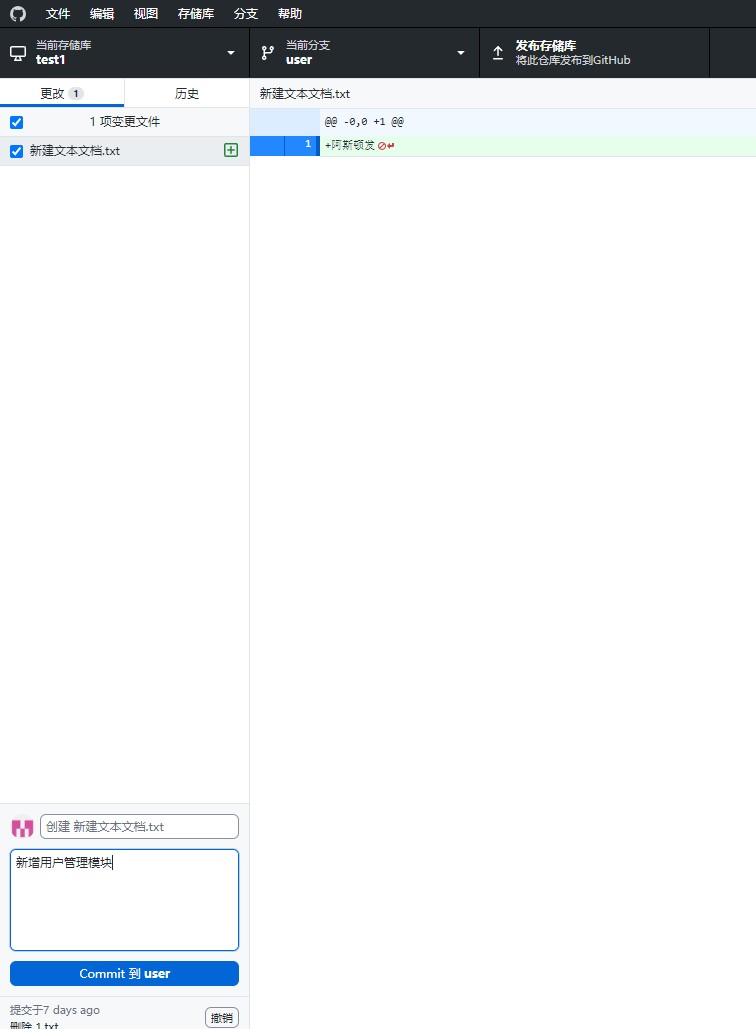 文件 编辑 视图 存储库 分支 帮助
当前存储库
test1
当前分支
user
发布存储库
将此仓库发布到GitHub
更改 1
历史
新建文本文档.txt
1 项变更文件
@@ -0,0 +1 @@
新建文本文档.txt
1 +阿斯顿发
创建 新建文本文档.txt
新增用户管理模块
Commit 到 user
提交于7 days ago
删除 1.txt
撤销